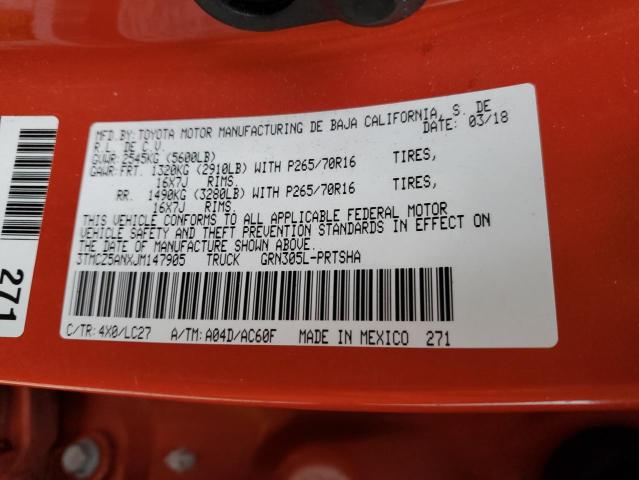 MFD.BY:TOYOTA MOTOR MANUFACTURING DE BAJA CALIFORNIA, S. DE
R.L. DE C.V. DATE: 03/18
GVWR:2545KG (5600LB)
GAWR:FRT. 1320KG (2910LB) WITH P265/70R16 TIRES,
16X7J RIMS.
RR. 1490KG (3280LB) WITH P265/70R16 TIRES,
16X7J RIMS.
THIS VEHICLE CONFORMS TO ALL APPLICABLE FEDERAL MOTOR
VEHICLE SAFETY AND THEFT PREVENTION STANDARDS IN EFFECT ON
THE DATE OF MANUFACTURE SHOWN ABOVE.
3TMCZ5ANXJM147905 TRUCK GRN305L-PRTSHA
C/TR:4X0/LC27 A/TM:A04D/AC60F MADE IN MEXICO 271
271